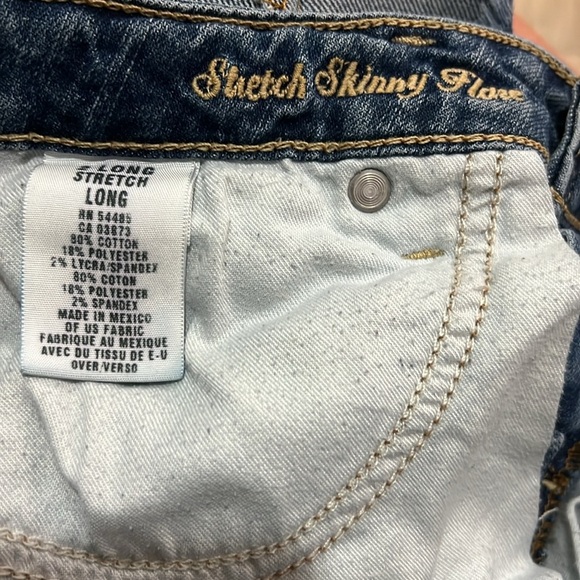 Stretch Skinny Flare
LONG
STRETCH
LONG
RN 54485
CA 03873
80% COTTON
18% POLYESTER
2% LYCRA/SPANDEX
80% COTON
18% POLYESTER
2% SPANDEX
MADE IN MEXICO
OF US FABRIC
FABRIQUE AU MEXIQUE
AVEC DU TISSU DE E-U
OVER/VERSO